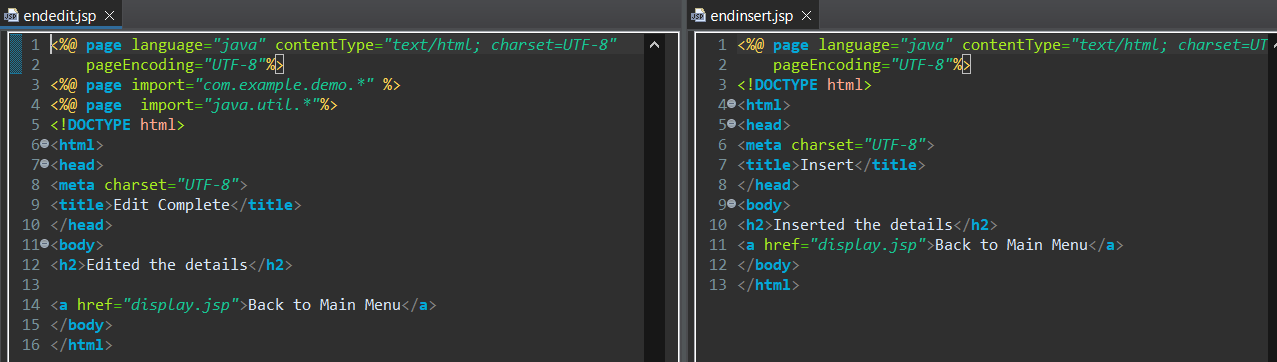 endedit.jsp
1 <%@ page language="java" contentType="text/html; charset=UTF-8"
2 pageEncoding="UTF-8"%>
3 <%@ page import="com.example.demo.*" %>
4 <%@ page  import="java.util.*"%>
5 <!DOCTYPE html>
6 <html>
7 <head>
8 <meta charset="UTF-8">
9 <title>Edit Complete</title>
10 </head>
11 <body>
12 <h2>Edited the details</h2>
13
14 <a href="display.jsp">Back to Main Menu</a>
15 </body>
16 </html>
endinsert.jsp
1 <%@ page language="java" contentType="text/html; charset=UT
2 pageEncoding="UTF-8"%>
3 <!DOCTYPE html>
4 <html>
5 <head>
6 <meta charset="UTF-8">
7 <title>Insert</title>
8 </head>
9 <body>
10 <h2>Inserted the details</h2>
11 <a href="display.jsp">Back to Main Menu</a>
12 </body>
13 </html>